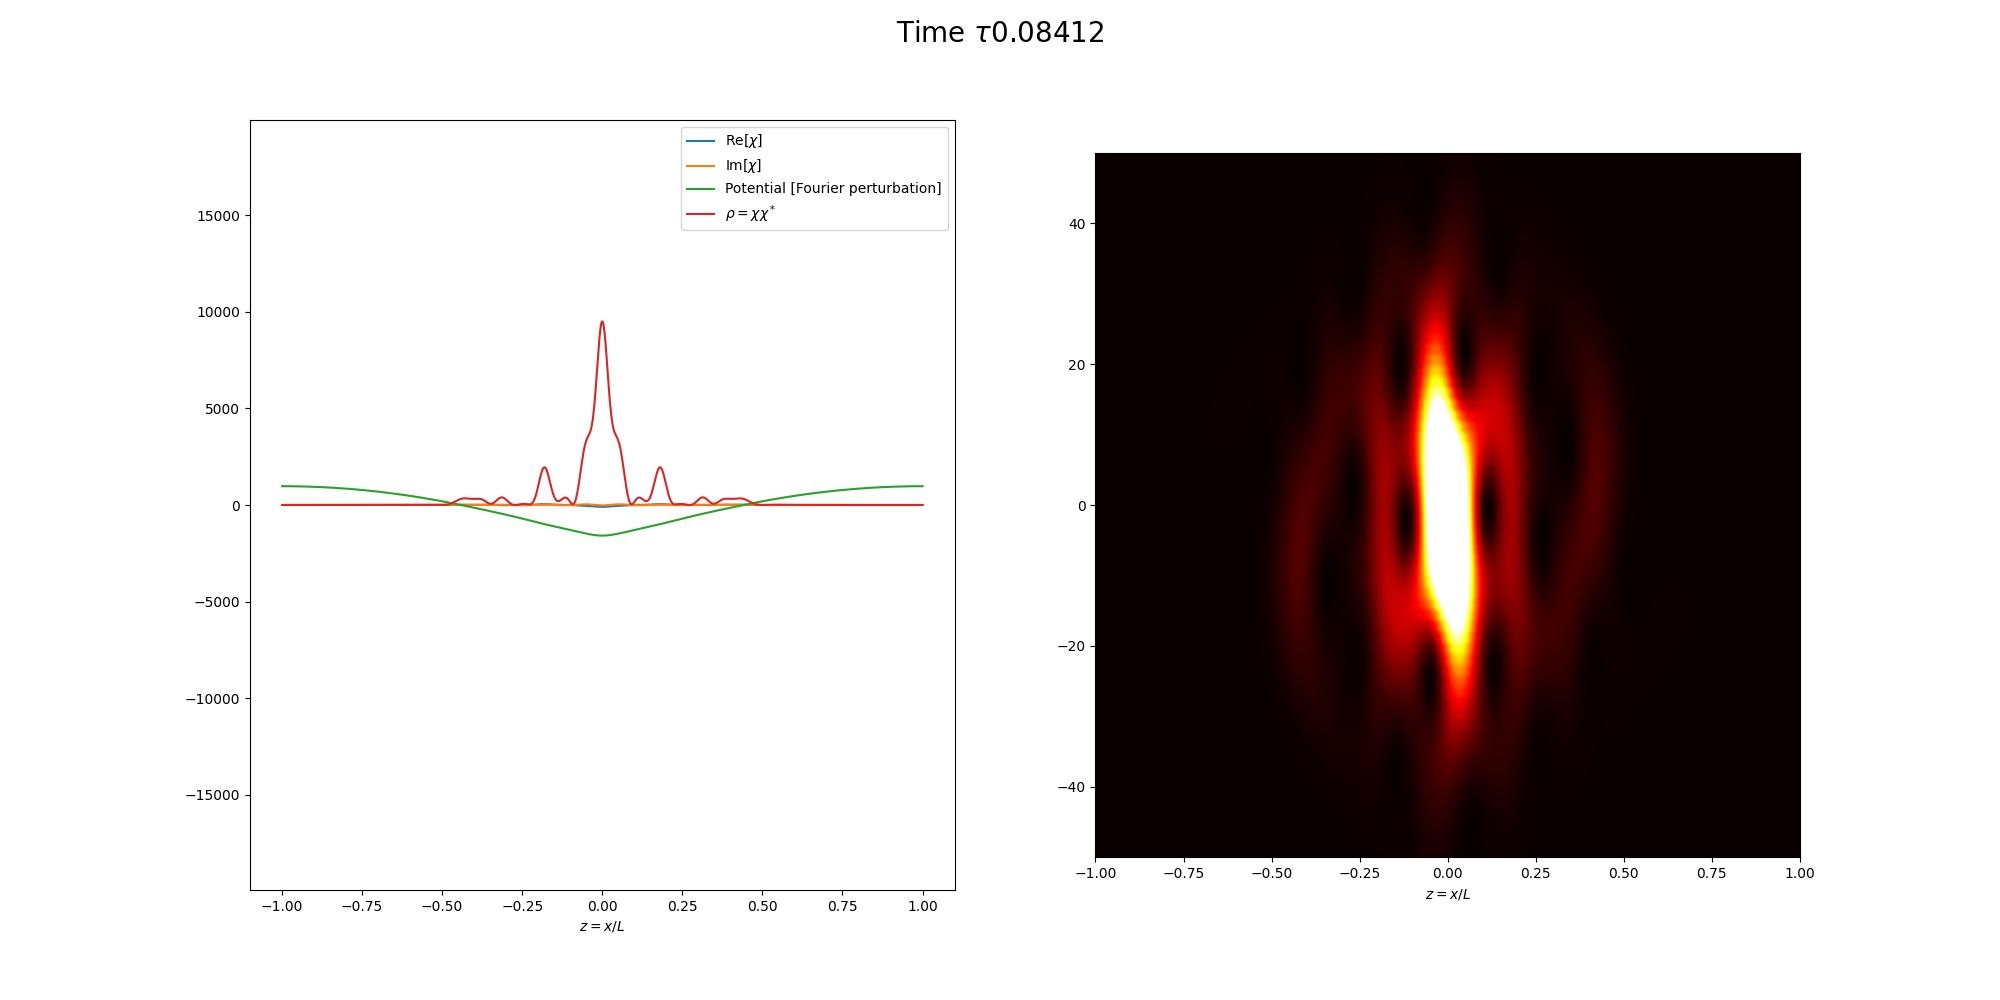 Time τ0.08412
Re[χ]
Im[χ]
Potential [Fourier perturbation]
ρ = χχ*
15000
10000
5000
0
−5000
−10000
−15000
−1.00 −0.75 −0.50 −0.25 0.00 0.25 0.50 0.75 1.00
z = x/L
40
20
0
−20
−40
−1.00 −0.75 −0.50 −0.25 0.00 0.25 0.50 0.75 1.00
z = x/L